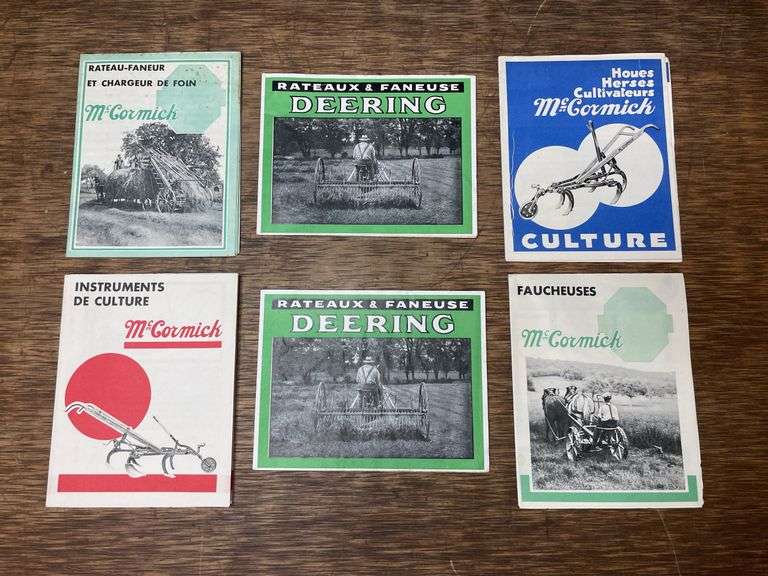 RATEAU-FANEUR
ET CHARGEUR DE FOIN
McCormick
RATEAUX & FANEUSE
DEERING
Houes
Herses
Cultivateurs
McCormick
CULTURE
INSTRUMENTS
DE CULTURE
McCormick
RATEAUX & FANEUSE
DEERING
FAUCHEUSES
McCormick